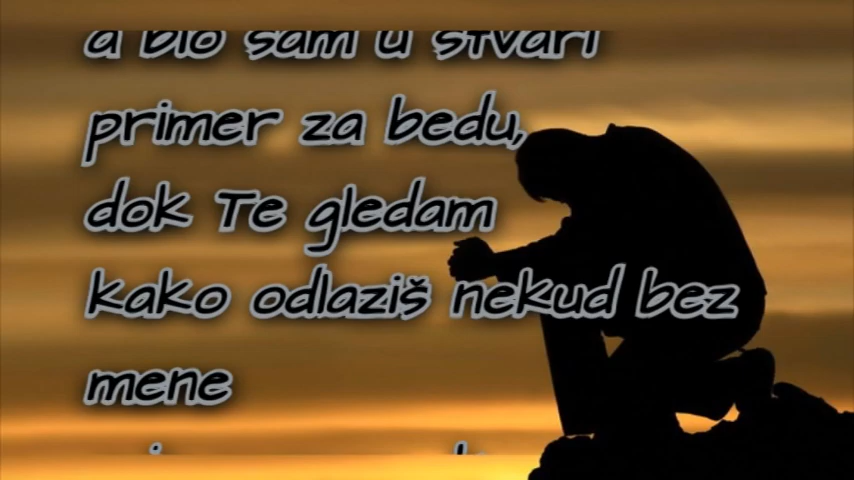 a bio sam u stvari
primer za bedu,
dok Te gledam
kako odlaziš nekud bez
mene